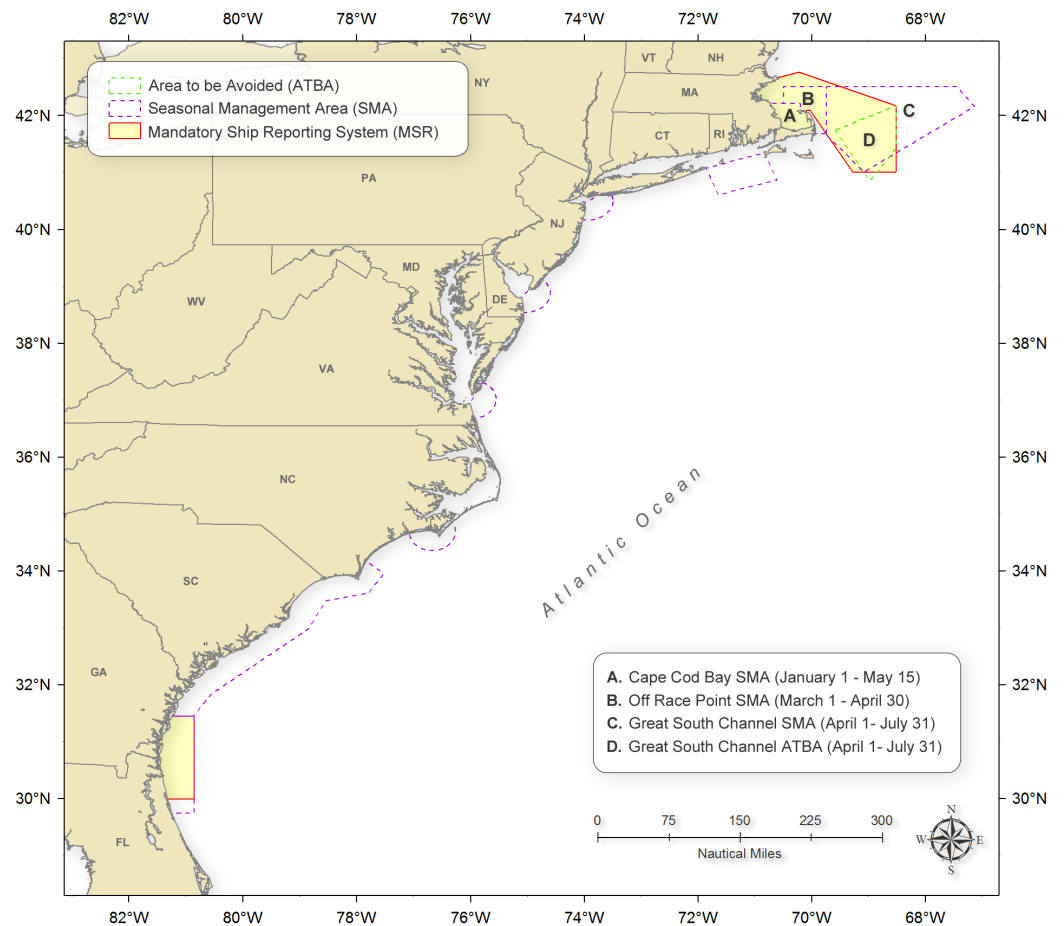 82°W 80°W 78°W 76°W 74°W 72°W 70°W 68°W
Area to be Avoided (ATBA)
Seasonal Management Area (SMA)
Mandatory Ship Reporting System (MSR)
VT NH
NY
MA
B
A
C
D
42°N 42°N
CT RI
PA
NJ
40°N 40°N
MD
WV
DE
38°N 38°N
VA
36°N 36°N
NC
Atlantic Ocean
34°N 34°N
SC
GA
32°N 32°N
A. Cape Cod Bay SMA (January 1 - May 15)
B. Off Race Point SMA (March 1 - April 30)
C. Great South Channel SMA (April 1- July 31)
D. Great South Channel ATBA (April 1- July 31)
30°N 30°N
FL
0 75 150 225 300
Nautical Miles
N
W E
S
82°W 80°W 78°W 76°W 74°W 72°W 70°W 68°W